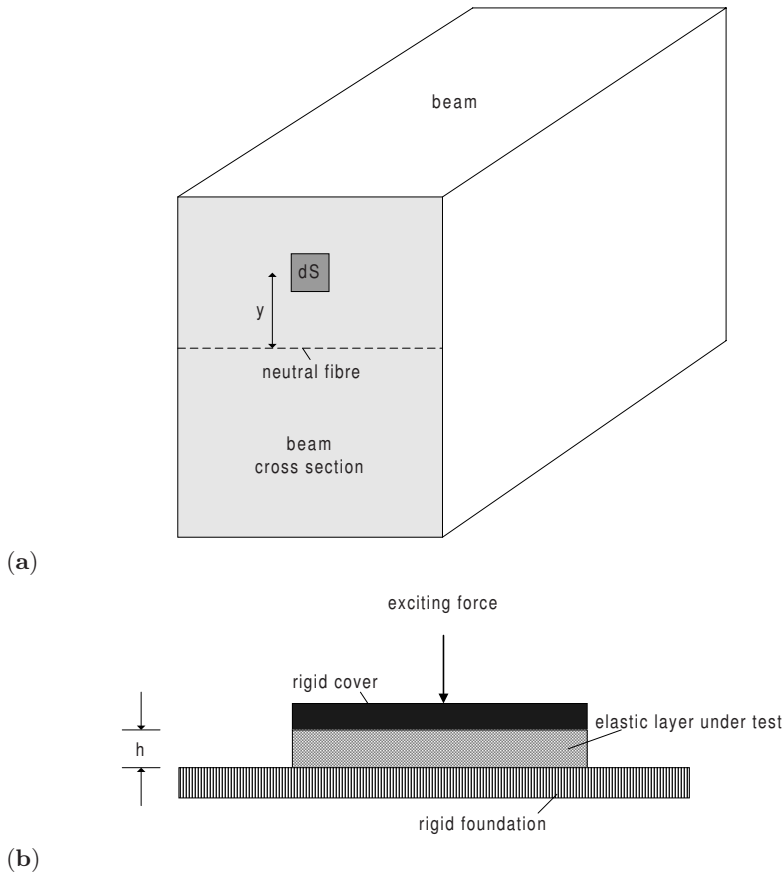 beam
dS
y
neutral fibre
beam
cross section
(a)
exciting force
rigid cover
elastic layer under test
h
rigid foundation
(b)